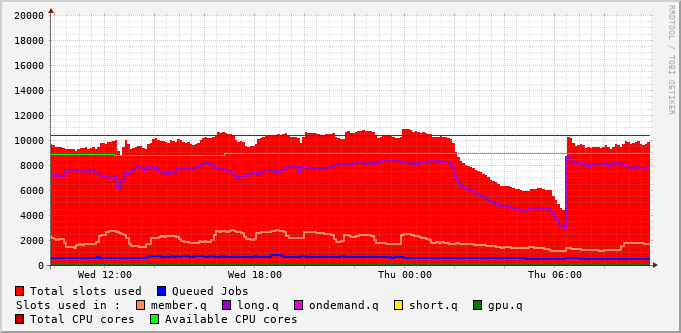 RRDTOOL / TOBI OETIKER
20000
18000
16000
14000
12000
10000
8000
6000
4000
2000
0
Wed 12:00 Wed 18:00 Thu 00:00 Thu 06:00
Total slots used Queued Jobs
Slots used in : member.q long.q ondemand.q short.q gpu.q
Total CPU cores Available CPU cores